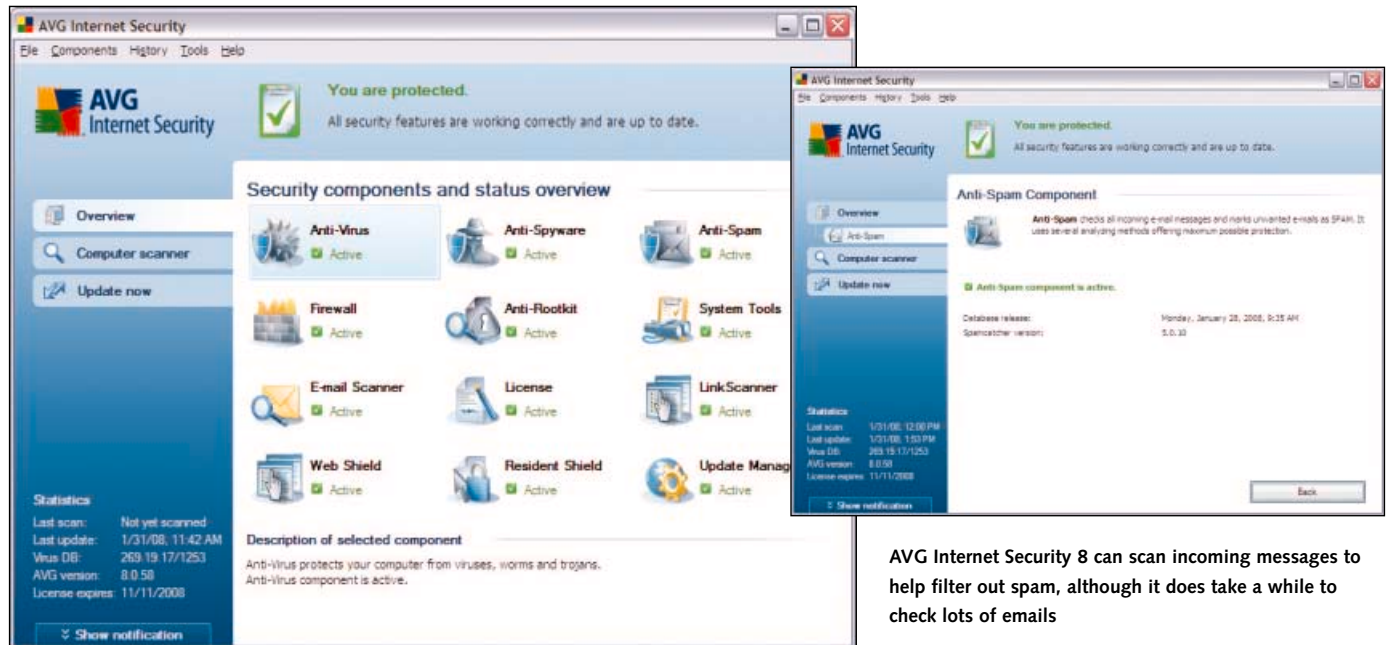 AVG Internet Security
File Components History Tools Help
AVG
Internet Security
You are protected.
All security features are working correctly and are up to date.
Overview
Computer scanner
Update now
Security components and status overview
Anti-Virus
Active
Anti-Spyware
Active
Anti-Spam
Active
Firewall
Active
Anti-Rootkit
Active
System Tools
Active
E-mail Scanner
Active
License
Active
LinkScanner
Active
Web Shield
Active
Resident Shield
Active
Update Manag
Active
Statistics
Last scan: Not yet scanned
Last update: 1/31/08, 11:42 AM
Virus DB: 269.19.17/1253
AVG version: 8.0.58
License expires: 11/11/2008
Show notification
Description of selected component
Anti-Virus protects your computer from viruses, worms and trojans.
Anti-Virus component is active.
AVG Internet Security
File Components History Tools Help
AVG
Internet Security
You are protected.
All security features are working correctly and are up to date.
Overview
Anti-Spam
Computer scanner
Update now
Anti-Spam Component
Anti-Spam checks all incoming e-mail messages and marks unwanted e-mails as SPAM. It
uses several analyzing methods offering maximum possible protection.
Anti-Spam component is active.
Database release: Monday, January 28, 2008, 9:35 AM
Spamcatcher version: 5.0.10
Statistics
Last scan: 1/31/08, 12:00 PM
Last update: 1/31/08, 1:53 PM
Virus DB: 269.19.17/1253
AVG version: 8.0.58
License expires: 11/11/2008
Show notification
Back
AVG Internet Security 8 can scan incoming messages to
help filter out spam, although it does take a while to
check lots of emails